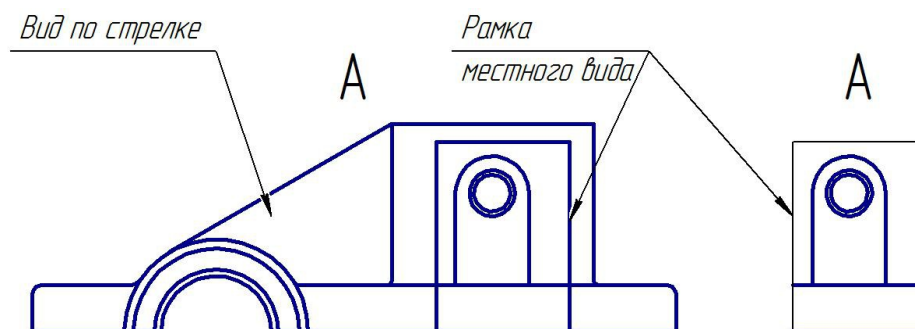 Вид по стрелке
Рамка
местного вида
А
А